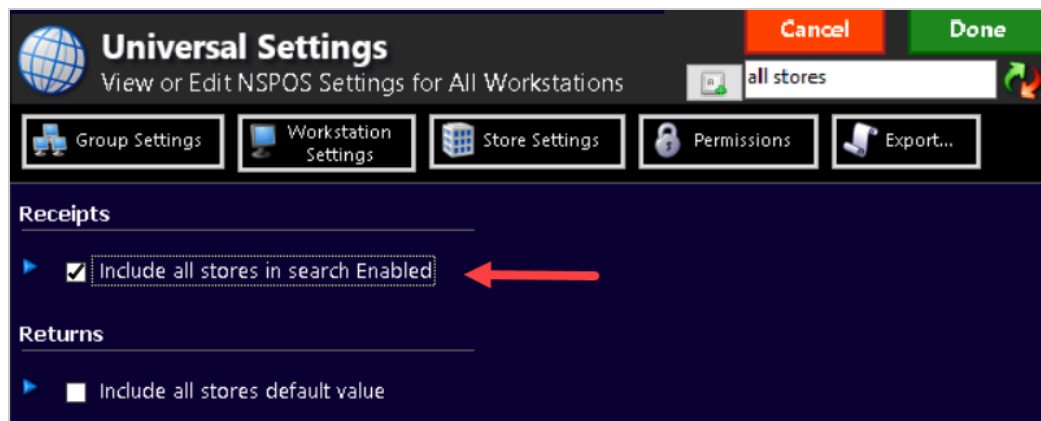 Universal Settings
View or Edit NSPOS Settings for All Workstations
Cancel
Done
all stores
Group Settings
Workstation
Settings
Store Settings
Permissions
Export...
Receipts
Include all stores in search Enabled
Returns
Include all stores default value